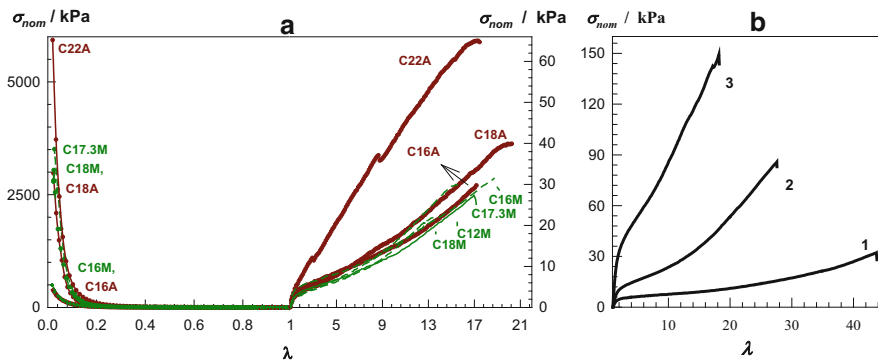 σnom / kPa
a
σnom / kPa
σnom / kPa
b
C22A
C17.3M
C18M,
C18A
C16M,
C16A
C22A
C18A
C16A
C16M
C17.3M
C12M
C18M
5000
2500
0
60
50
40
30
20
10
0
0.0 0.2 0.4 0.6 0.8 1 5 9 13 17 21
λ
150
120
90
60
30
0
3
2
1
10 20 30 40
λ